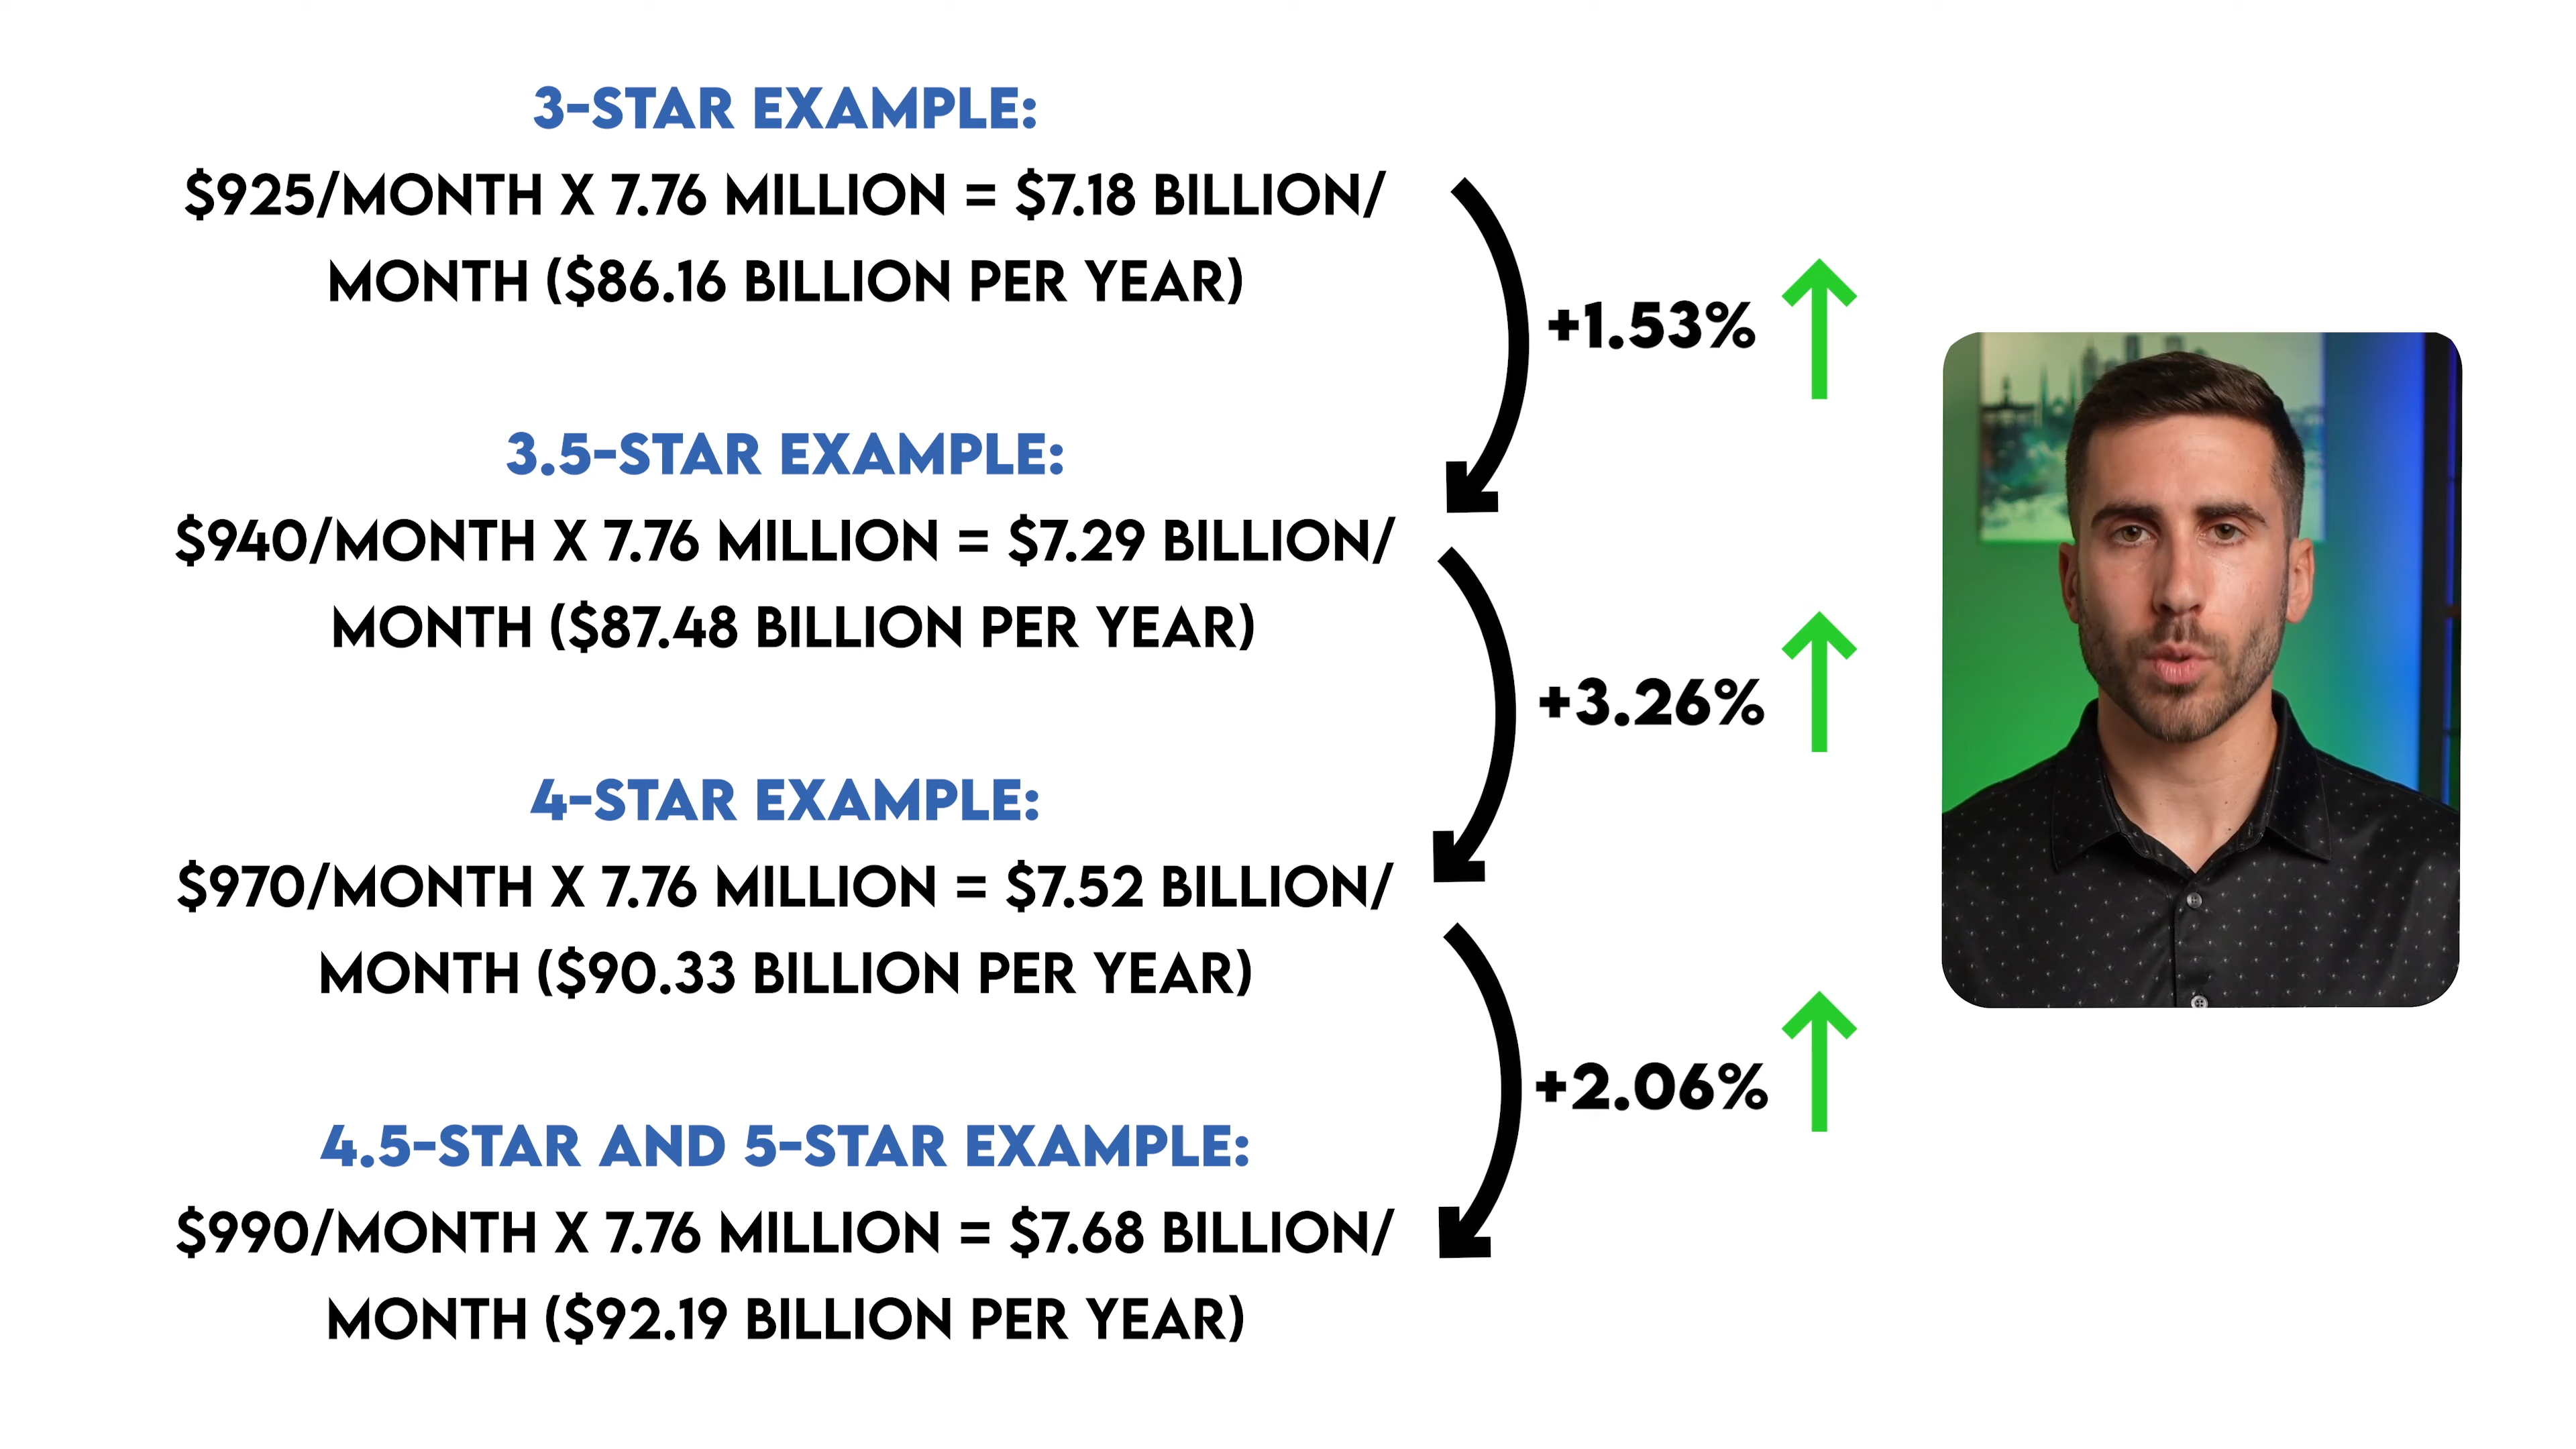 3-STAR EXAMPLE:
$925/MONTH X 7.76 MILLION = $7.18 BILLION/
MONTH ($86.16 BILLION PER YEAR)
+1.53%
3.5-STAR EXAMPLE:
$940/MONTH X 7.76 MILLION = $7.29 BILLION/
MONTH ($87.48 BILLION PER YEAR)
+3.26%
4-STAR EXAMPLE:
$970/MONTH X 7.76 MILLION = $7.52 BILLION/
MONTH ($90.33 BILLION PER YEAR)
+2.06%
4.5-STAR AND 5-STAR EXAMPLE:
$990/MONTH X 7.76 MILLION = $7.68 BILLION/
MONTH ($92.19 BILLION PER YEAR)